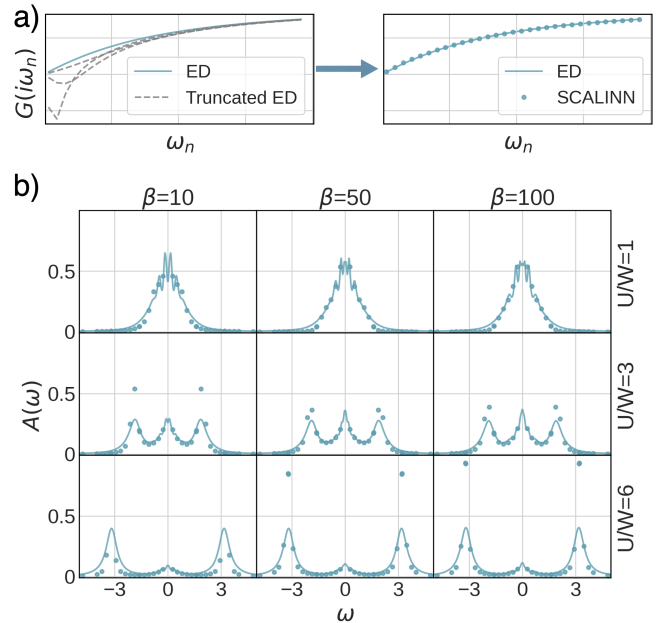 a)
G(iωn)
ED
Truncated ED
ωn
ED
SCALINN
ωn
b)
β=10 β=50 β=100
A(ω)
0.5
0
U/W=1
0.5
0
U/W=3
0.5
0
U/W=6
−3 0 3 −3 0 3 −3 0 3
ω